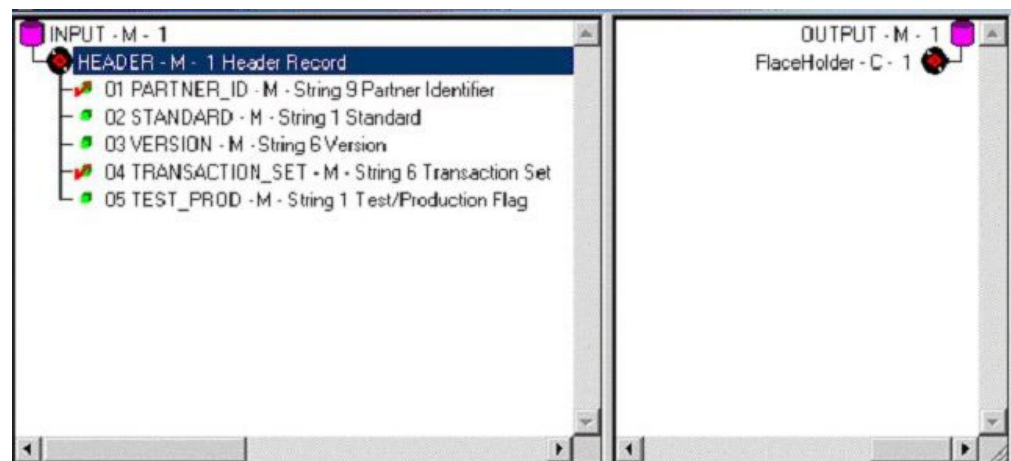 INPUT - M - 1
HEADER - M - 1 Header Record
01 PARTNER_ID - M - String 9 Partner Identifier
02 STANDARD - M - String 1 Standard
03 VERSION - M - String 6 Version
04 TRANSACTION_SET - M - String 6 Transaction Set
05 TEST_PROD - M - String 1 Test/Production Flag
OUTPUT - M - 1
FlaceHolder - C - 1